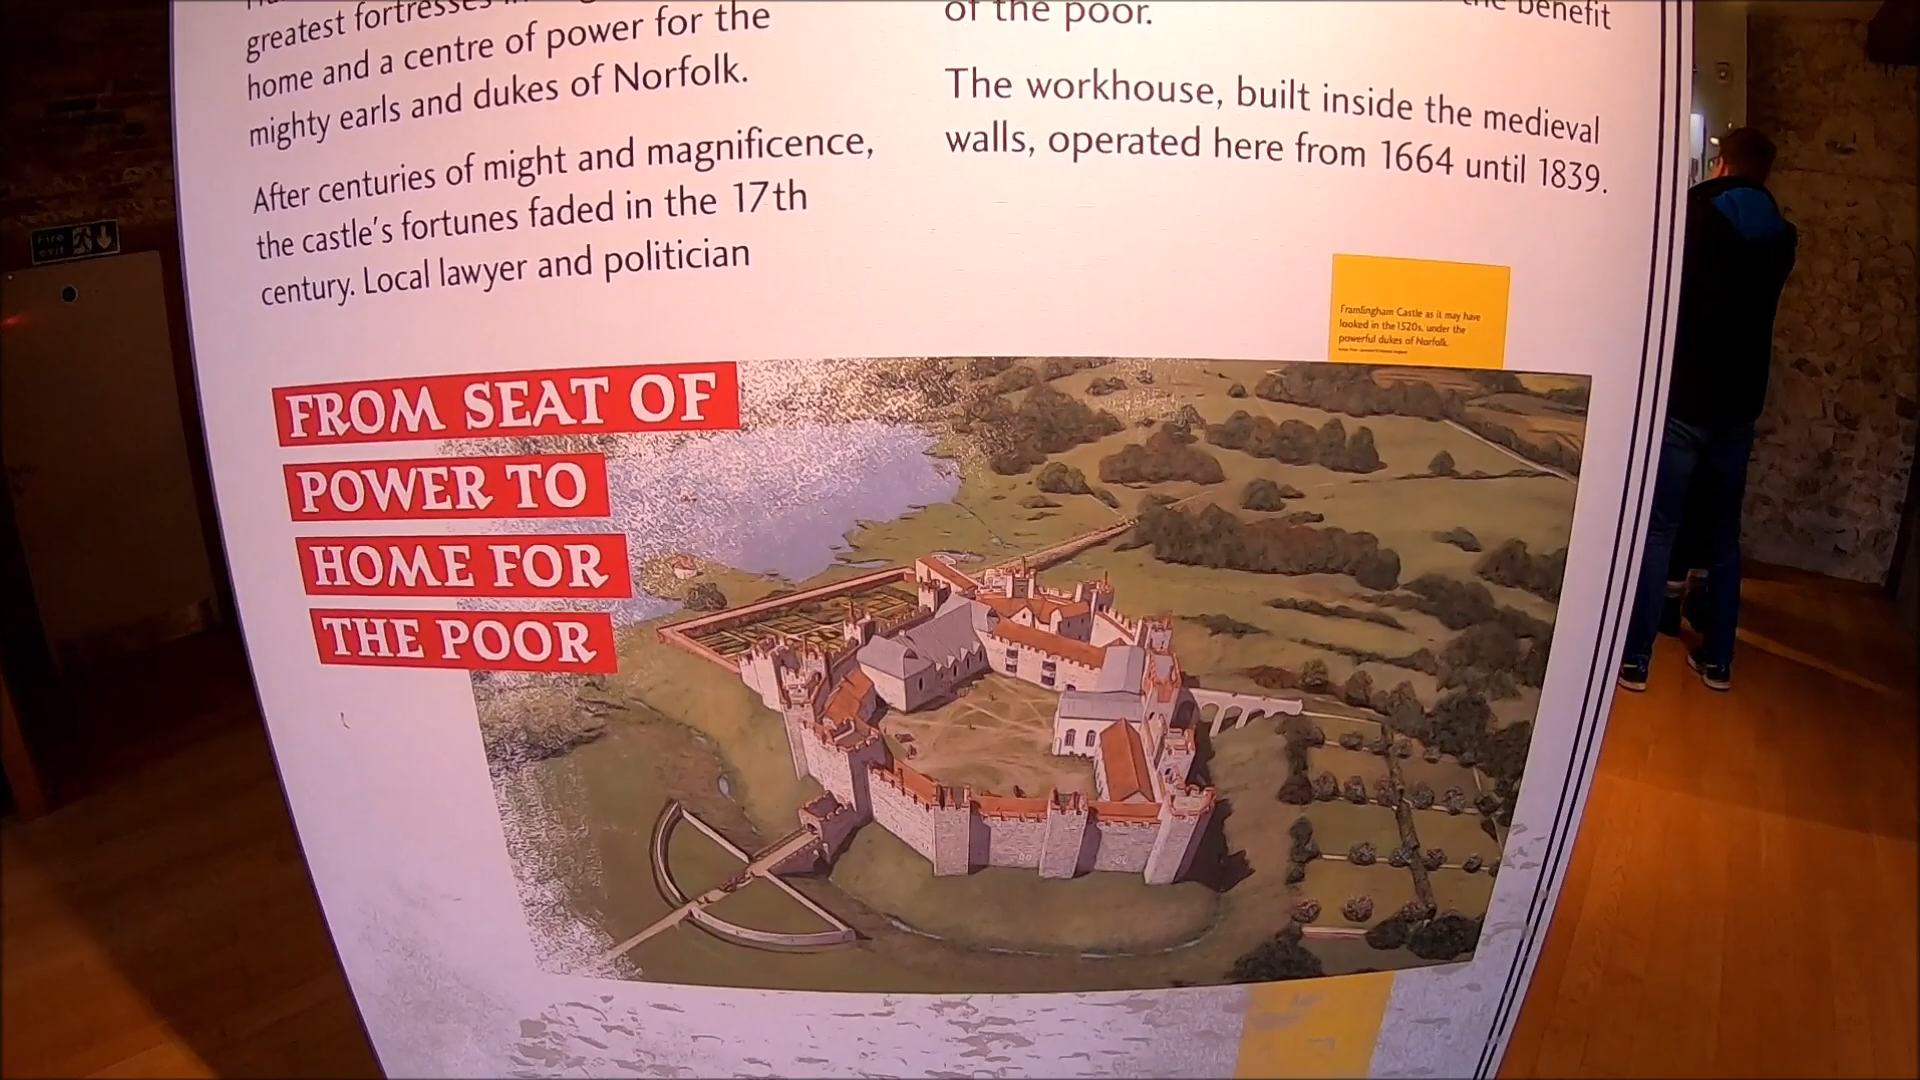 greatest fortresses
home and a centre of power for the
mighty earls and dukes of Norfolk.
After centuries of might and magnificence,
the castle's fortunes faded in the 17th
century. Local lawyer and politician
benefit
of the poor.
The workhouse, built inside the medieval
walls, operated here from 1664 until 1839.
Framlingham Castle as it may have
looked in the 1520s, under the
powerful dukes of Norfolk.
FROM SEAT OF
POWER TO
HOME FOR
THE POOR
Fire
exit